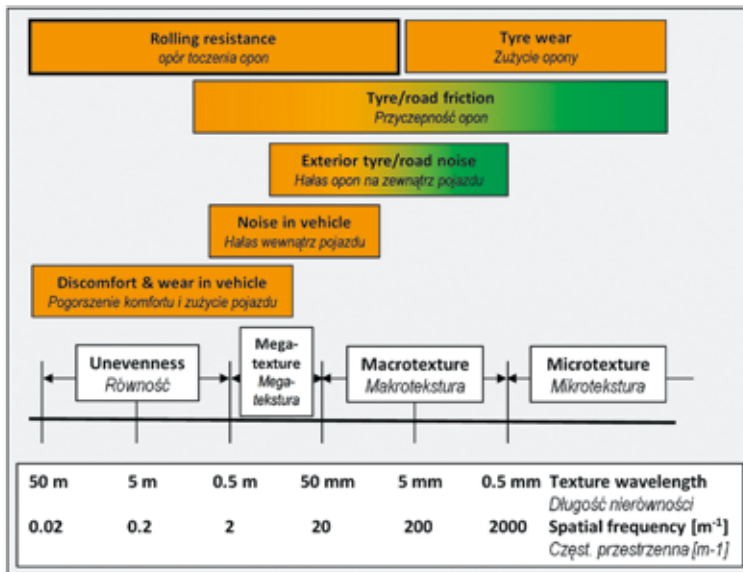 Rolling resistance
opór toczenia opon
Tyre wear
Zużycie opony
Tyre/road friction
Przyczepność opon
Exterior tyre/road noise
Hałas opon na zewnątrz pojazdu
Noise in vehicle
Hałas wewnątrz pojazdu
Discomfort & wear in vehicle
Pogorszenie komfortu i zużycie pojazdu
Unevenness
Równość
Mega-
texture
Mega-
tekstura
Macrotexture
Makrotekstura
Microtexture
Mikrotekstura
50 m 5 m 0.5 m 50 mm 5 mm 0.5 mm Texture wavelength
Długość nierówności
0.02 0.2 2 20 200 2000 Spatial frequency [m⁻¹]
Częst. przestrzenna [m-1]